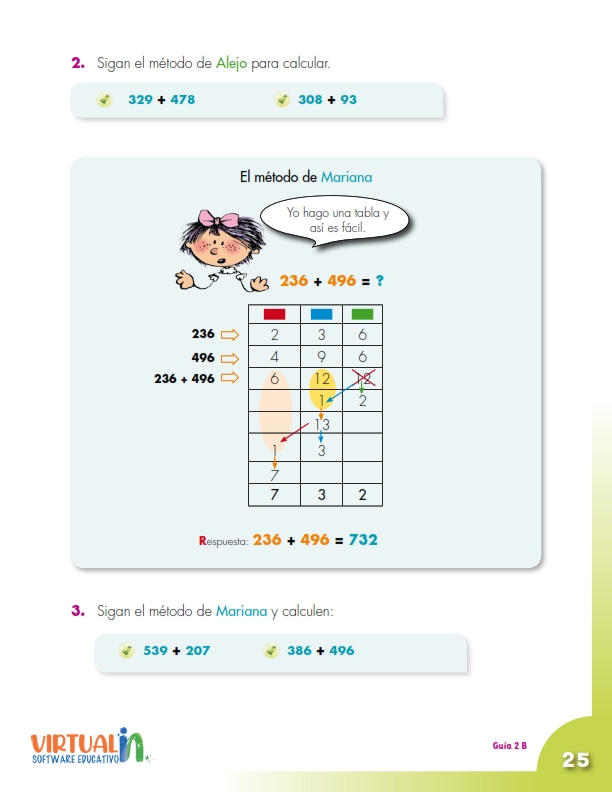 2. Sigan el método de Alejo para calcular.
329 + 478 308 + 93
El método de Mariana
Yo hago una tabla y
así es fácil.
236 + 496 = ?
236 2 3 6
496 4 9 6
236 + 496 6 12 12
1 2
13
1 3
7
7 3 2
Respuesta: 236 + 496 = 732
3. Sigan el método de Mariana y calculen:
539 + 207 386 + 496
VIRTUALIN
SOFTWARE EDUCATIVO
Guía 2 B
25